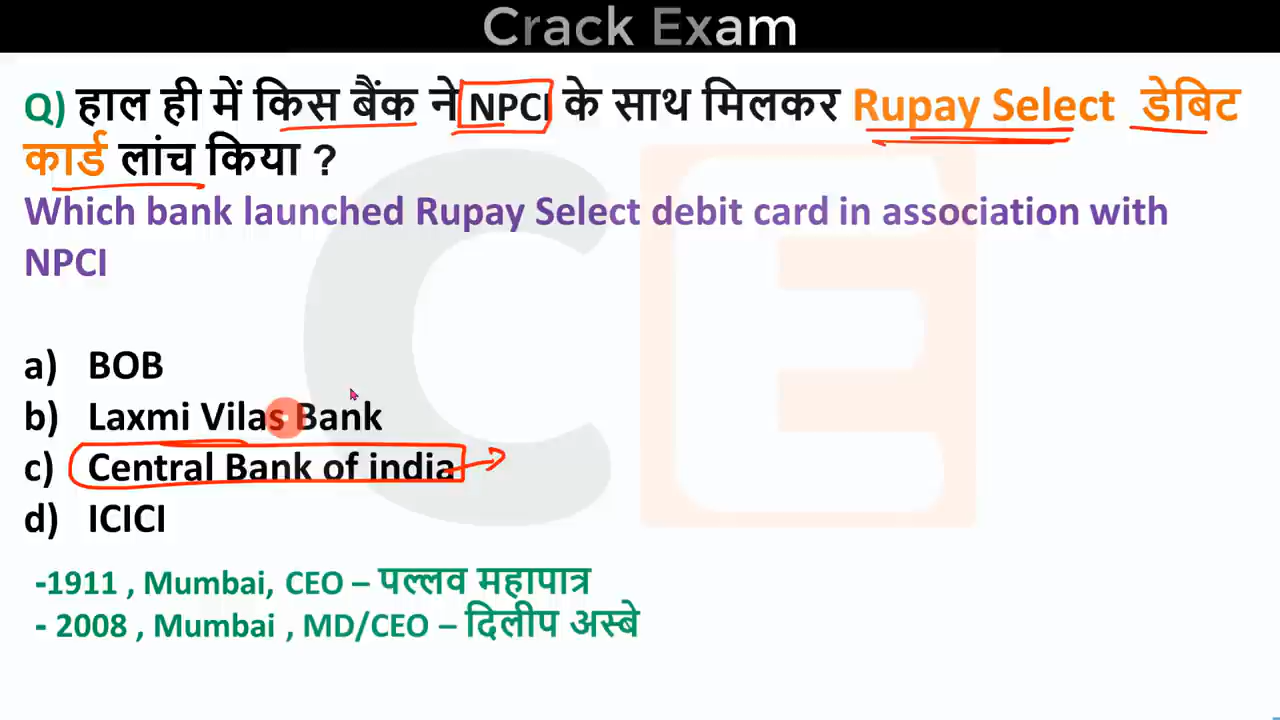 Crack Exam
Q) हाल ही में किस बैंक ने NPCI के साथ मिलकर Rupay Select डेबिट
कार्ड लांच किया ?
Which bank launched Rupay Select debit card in association with
NPCI
a) BOB
b) Laxmi Vilas Bank
c) Central Bank of india
d) ICICI
-1911 , Mumbai, CEO – पल्लव महापात्र
- 2008 , Mumbai , MD/CEO – दिलीप अस्बे
CE